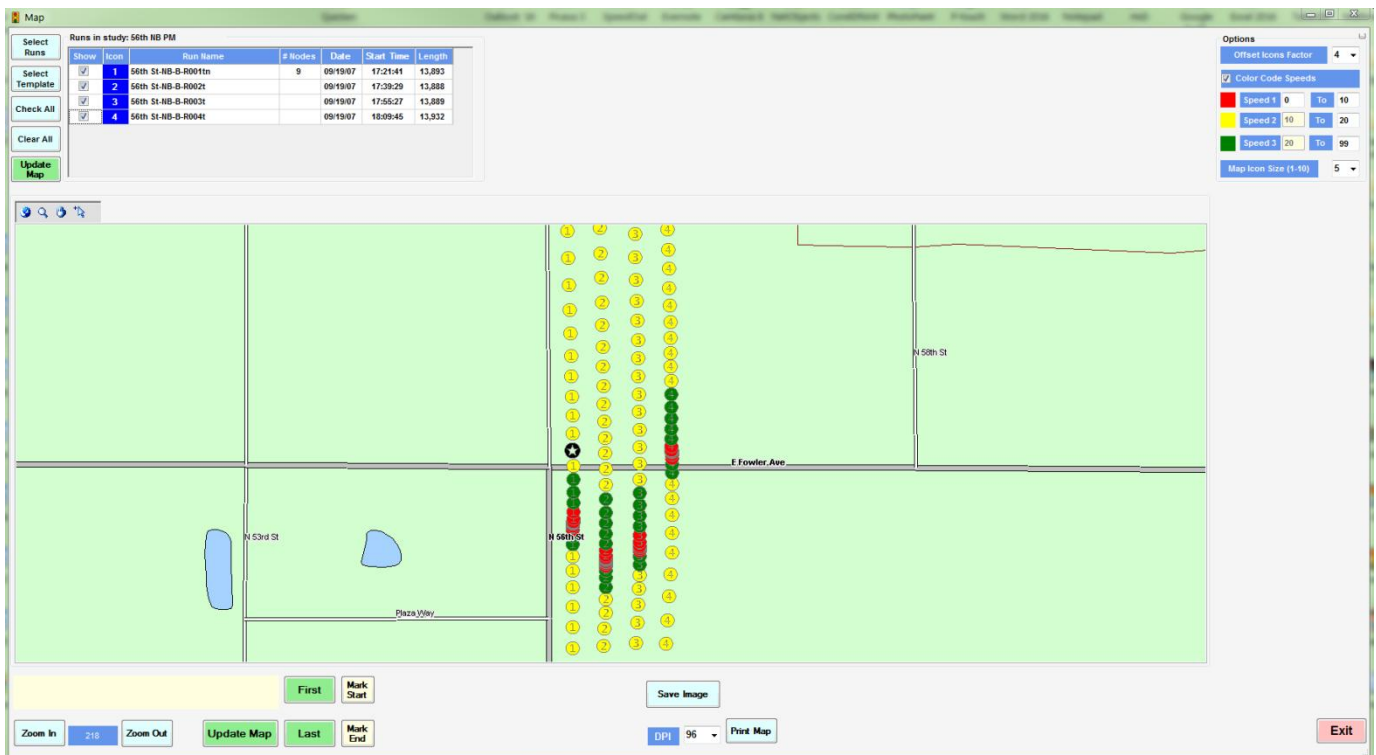 Map
Select Runs
Select Template
Check All
Clear All
Update Map
Runs in study: 56th NB PM
Show Icon Run Name # Nodes Date Start Time Length
1 56th St-NB-B-R001tn 9 09/19/07 17:21:41 13,893
2 56th St-NB-B-R002t 09/19/07 17:39:29 13,888
3 56th St-NB-B-R003t 09/19/07 17:55:27 13,889
4 56th St-NB-B-R004t 09/19/07 18:09:45 13,932
Options
Offset Icons Factor 4
Color Code Speeds
Speed 1 0 To 10
Speed 2 10 To 20
Speed 3 20 To 99
Map Icon Size (1-10) 5
N 58th St
E Fowler Ave
N 53rd St
N 56th St
Plaza Way
First
Mark Start
Save Image
Zoom In 218 Zoom Out
Update Map
Last
Mark End
DPI 96
Print Map
Exit